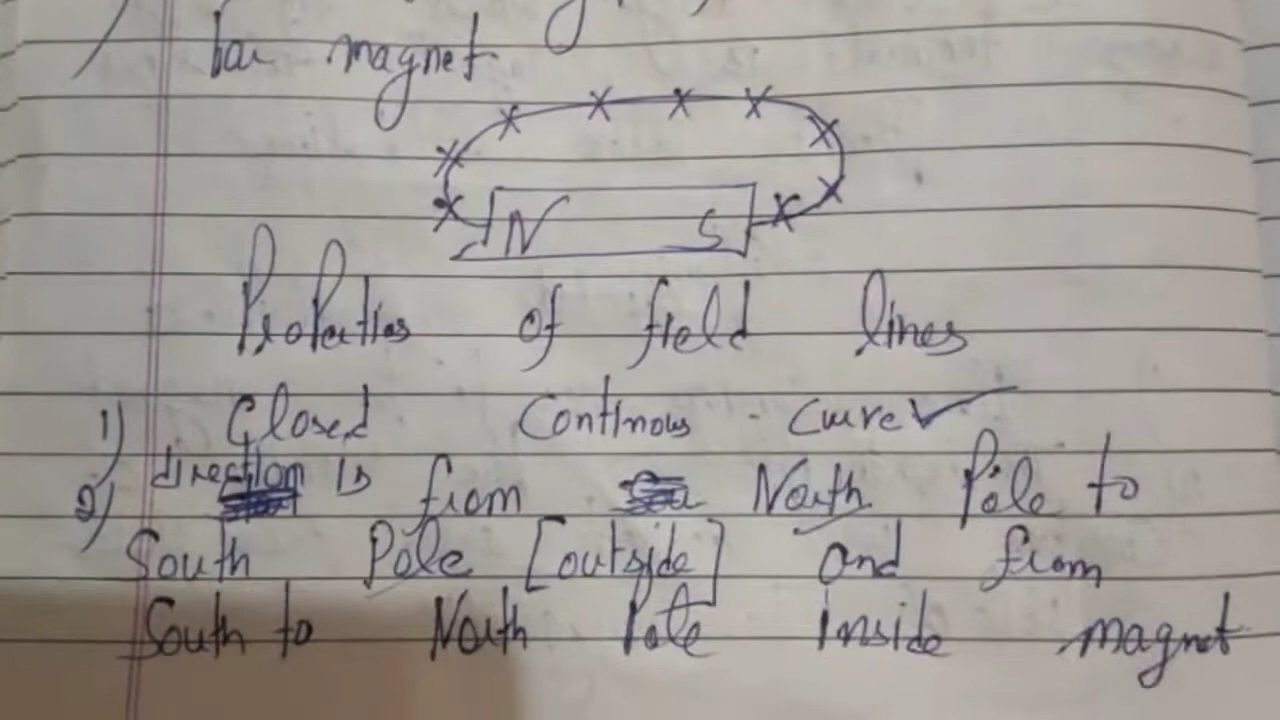 bar magnet
N S
Properties of field lines
1) Closed Continous curve
2) direction is from North Pole to
South Pole [outside] and from
South to North Pole inside magnet